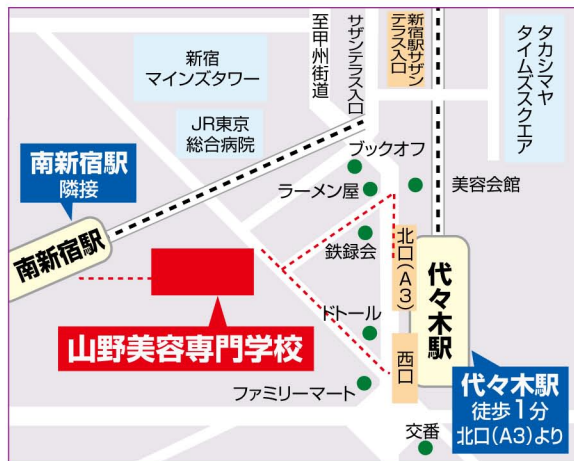 新宿
マインズタワー
JR東京
総合病院
至甲州街道
サザンテラス入口
新宿駅サザン
テラス入口
タカシマヤ
タイムズスクエア
南新宿駅
隣接
南新宿駅
ブックオフ
ラーメン屋
美容会館
鉄録会
北口(A3)
代々木駅
山野美容専門学校
ドトール
西口
ファミリーマート
代々木駅
徒歩1分
北口(A3)より
交番